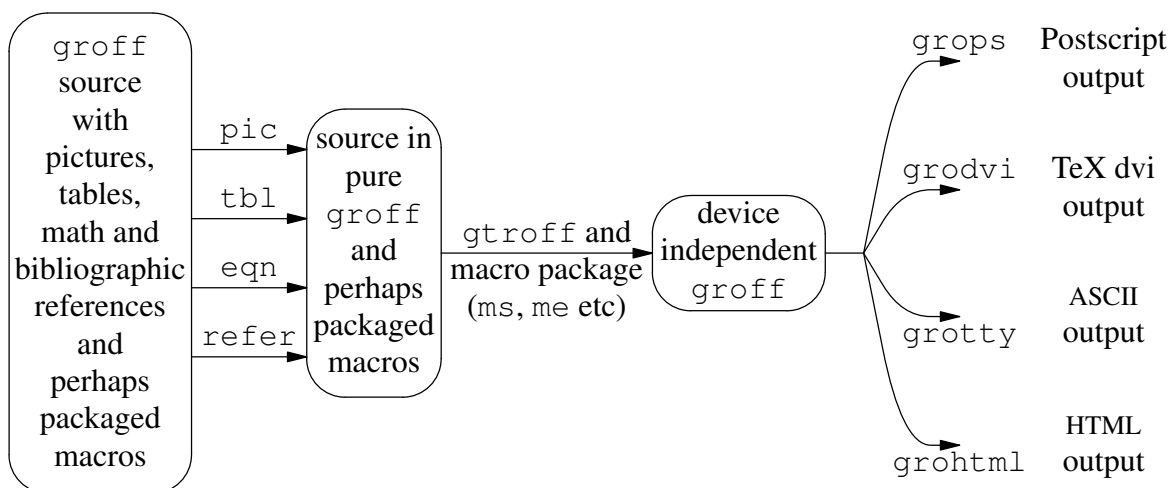 groff
source
with
pictures,
tables,
math and
bibliographic
references
and
perhaps
packaged
macros
pic
tbl
eqn
refer
source in
pure
groff
and
perhaps
packaged
macros
gtroff and
macro package
(ms, me etc)
device
independent
groff
grops
Postscript
output
grodvi
TeX dvi
output
grotty
ASCII
output
grohtml
HTML
output